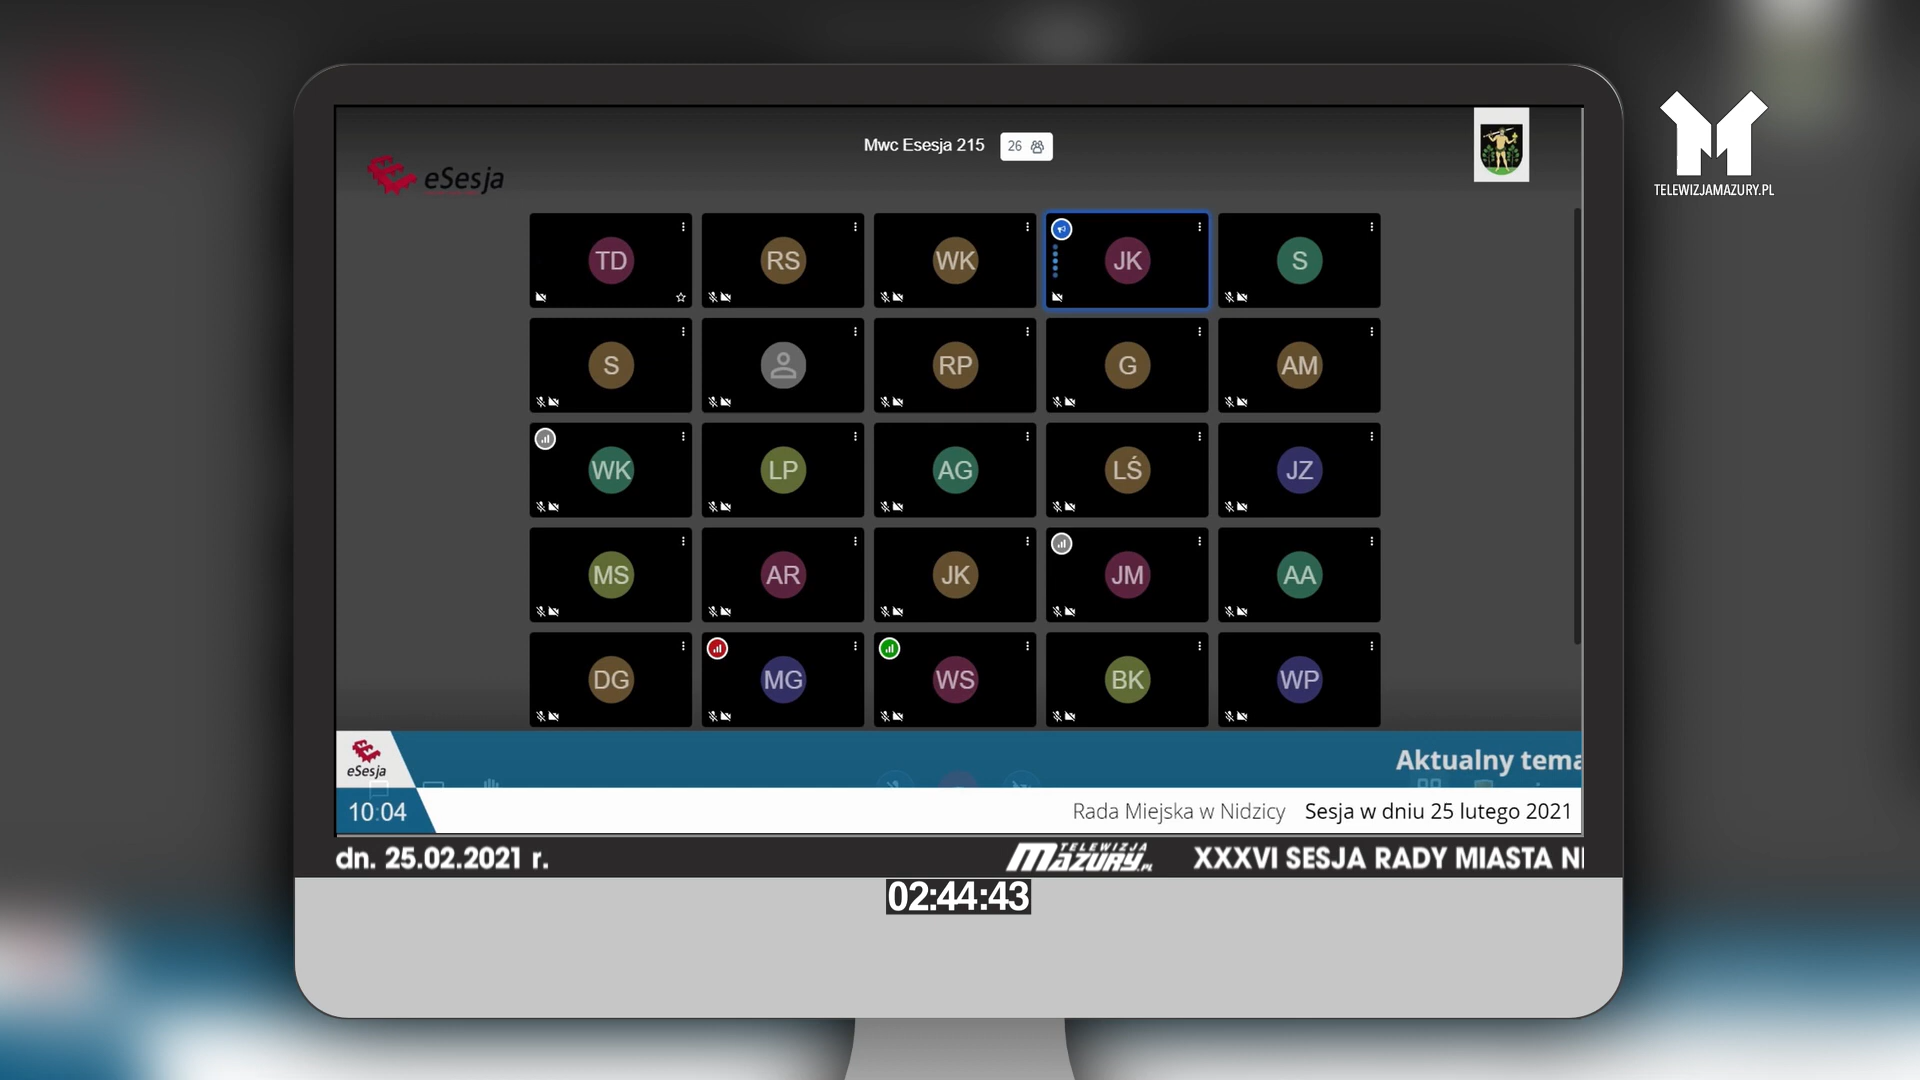 Mwc Esesja 215
26
eSesja
TELEWIZJAMAZURY.PL
TD
RS
WK
JK
S
S
RP
G
AM
WK
LP
AG
LŚ
JZ
MS
AR
JK
JM
AA
DG
MG
WS
BK
WP
eSesja
Aktualny tema
10:04
Rada Miejska w Nidzicy Sesja w dniu 25 lutego 2021
dn. 25.02.2021 r.
TELEWIZJA
MAZURY.PL
XXXVI SESJA RADY MIASTA NI
02:44:43